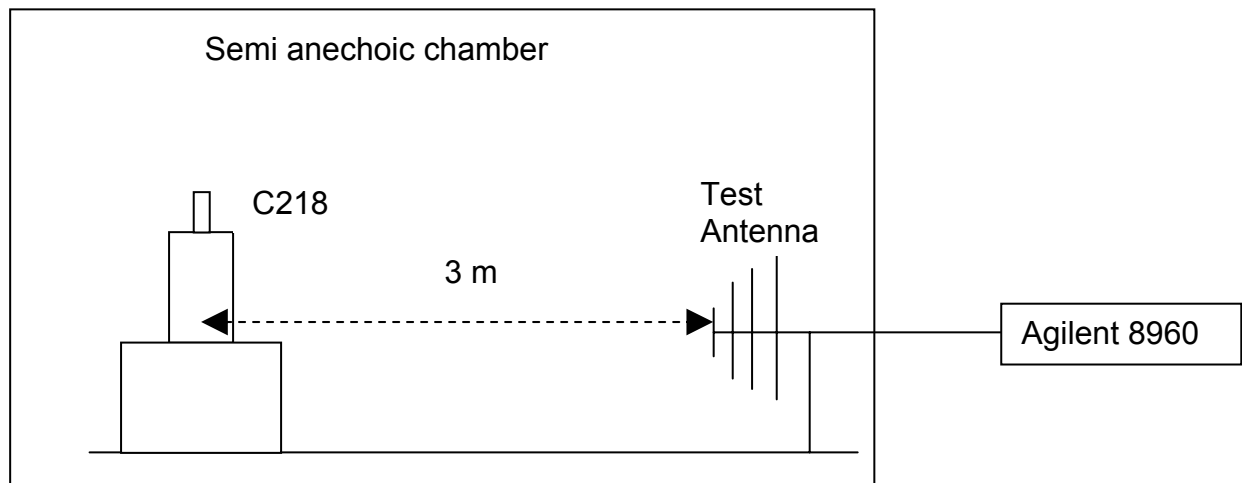 Semi anechoic chamber
C218
Test
Antenna
3 m
Agilent 8960